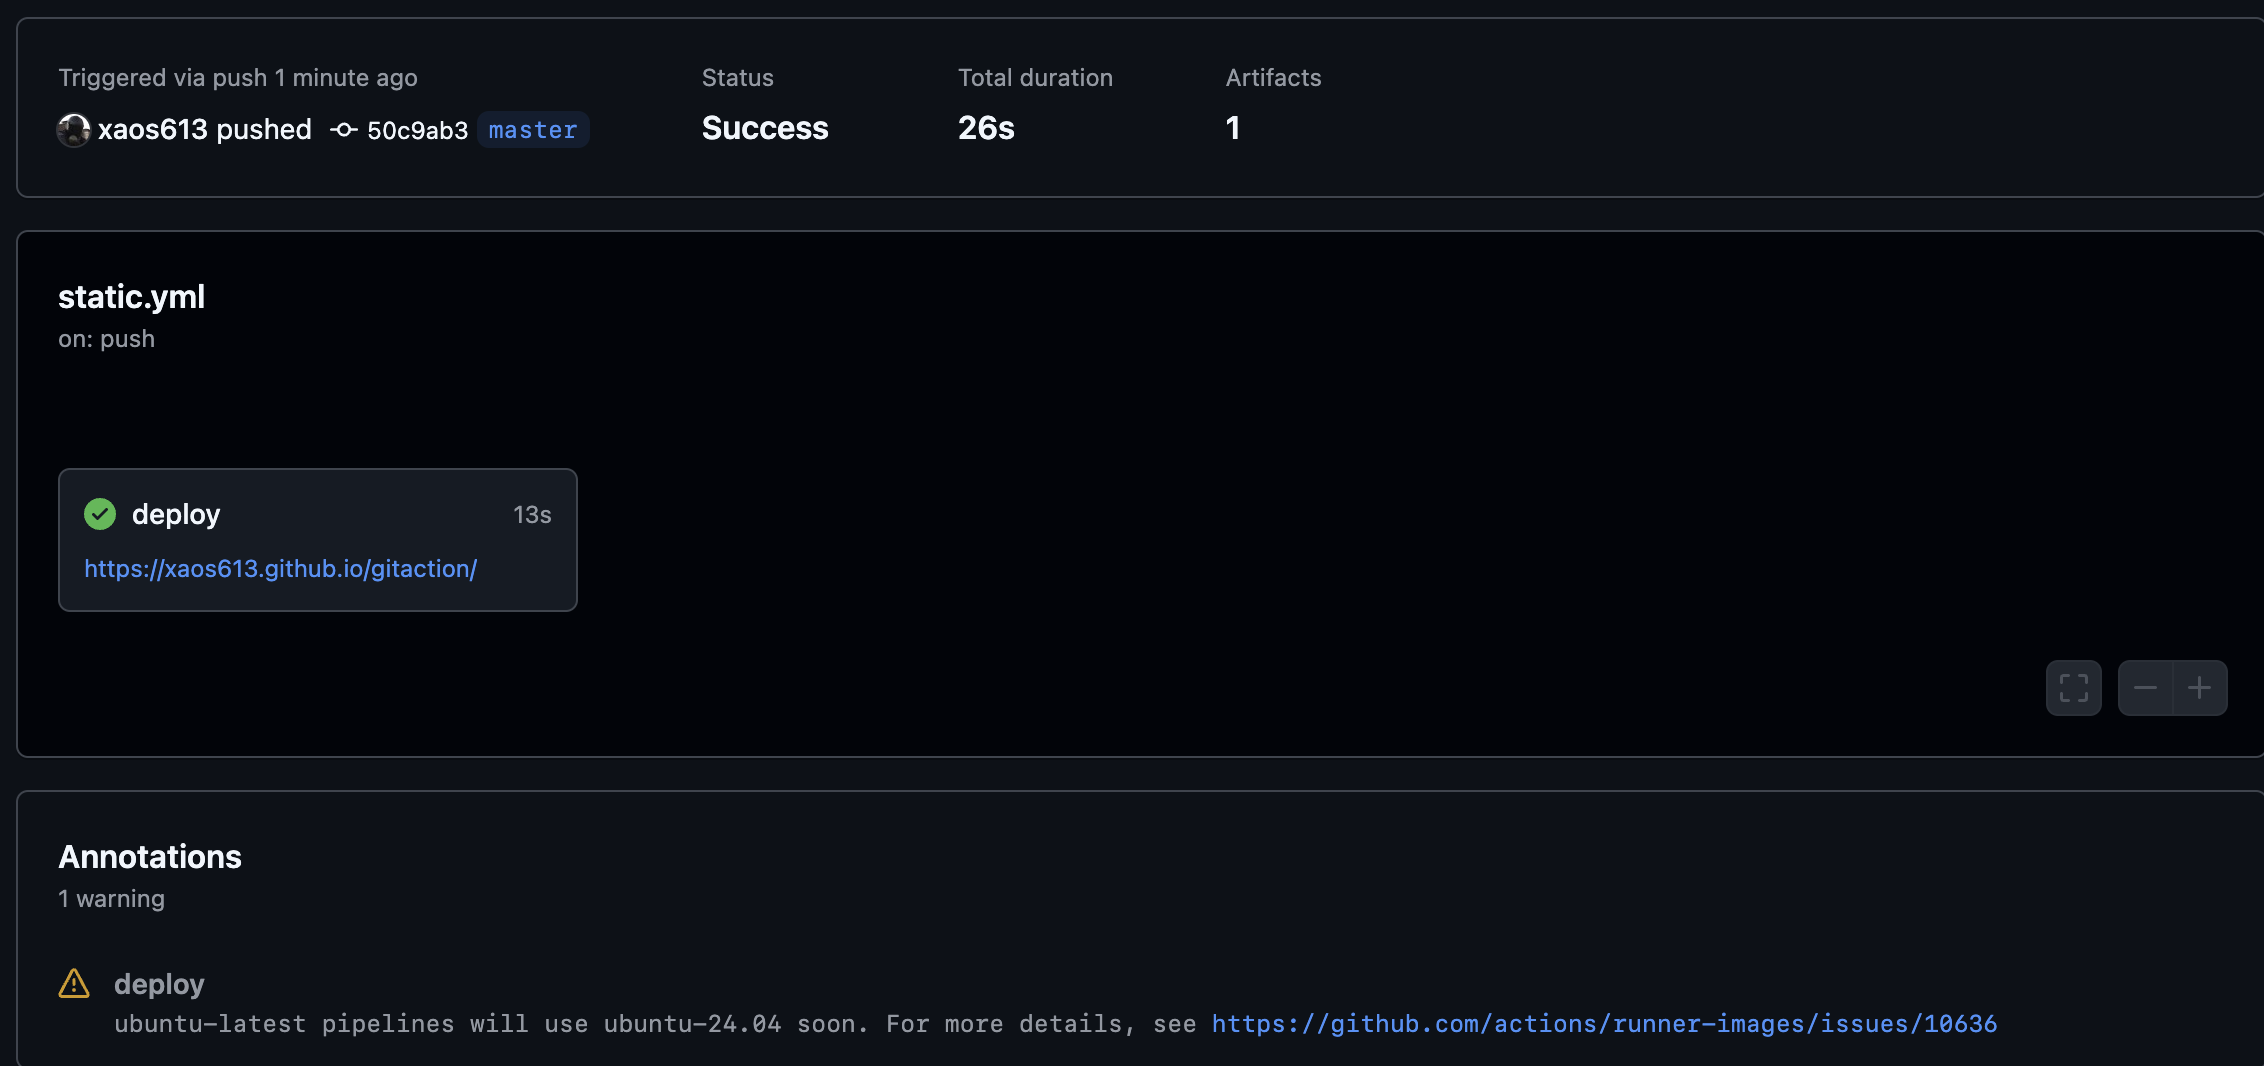 Triggered via push 1 minute ago
xaos613 pushed 50c9ab3 master
Status
Success
Total duration
26s
Artifacts
1
static.yml
on: push
deploy 13s
https://xaos613.github.io/gitaction/
Annotations
1 warning
deploy
ubuntu-latest pipelines will use ubuntu-24.04 soon. For more details, see https://github.com/actions/runner-images/issues/10636